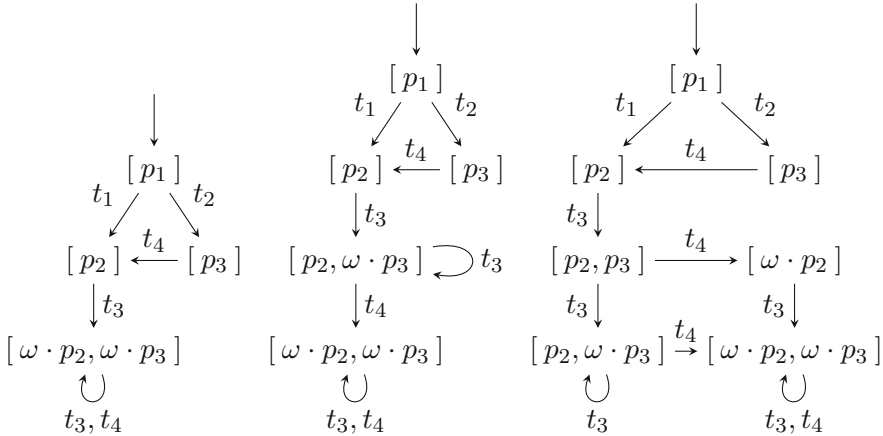 [ p₁ ] [ p₁ ]
t₁ t₂ t₁ t₂
[ p₁ ] [ p₂ ] t₄ [ p₃ ] [ p₂ ] t₄ [ p₃ ]
t₁ t₂ t₃ t₃
[ p₂ ] t₄ [ p₃ ] [ p₂, ω · p₃ ] t₃ [ p₂, p₃ ] t₄ [ ω · p₂ ]
t₃ t₄ t₃ t₃
[ ω · p₂, ω · p₃ ] [ ω · p₂, ω · p₃ ] [ p₂, ω · p₃ ] t₄ [ ω · p₂, ω · p₃ ]
t₃, t₄ t₃, t₄ t₃ t₃, t₄